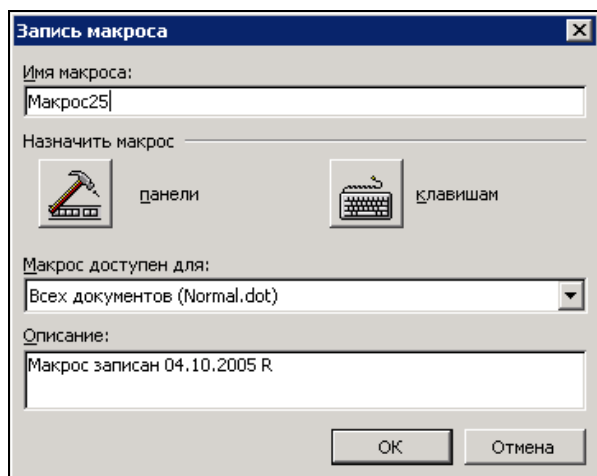 Запись макроса
Имя макроса:
Макрос25
Назначить макрос
панели
клавишам
Макрос доступен для:
Всех документов (Normal.dot)
Описание:
Макрос записан 04.10.2005 R
ОК
Отмена